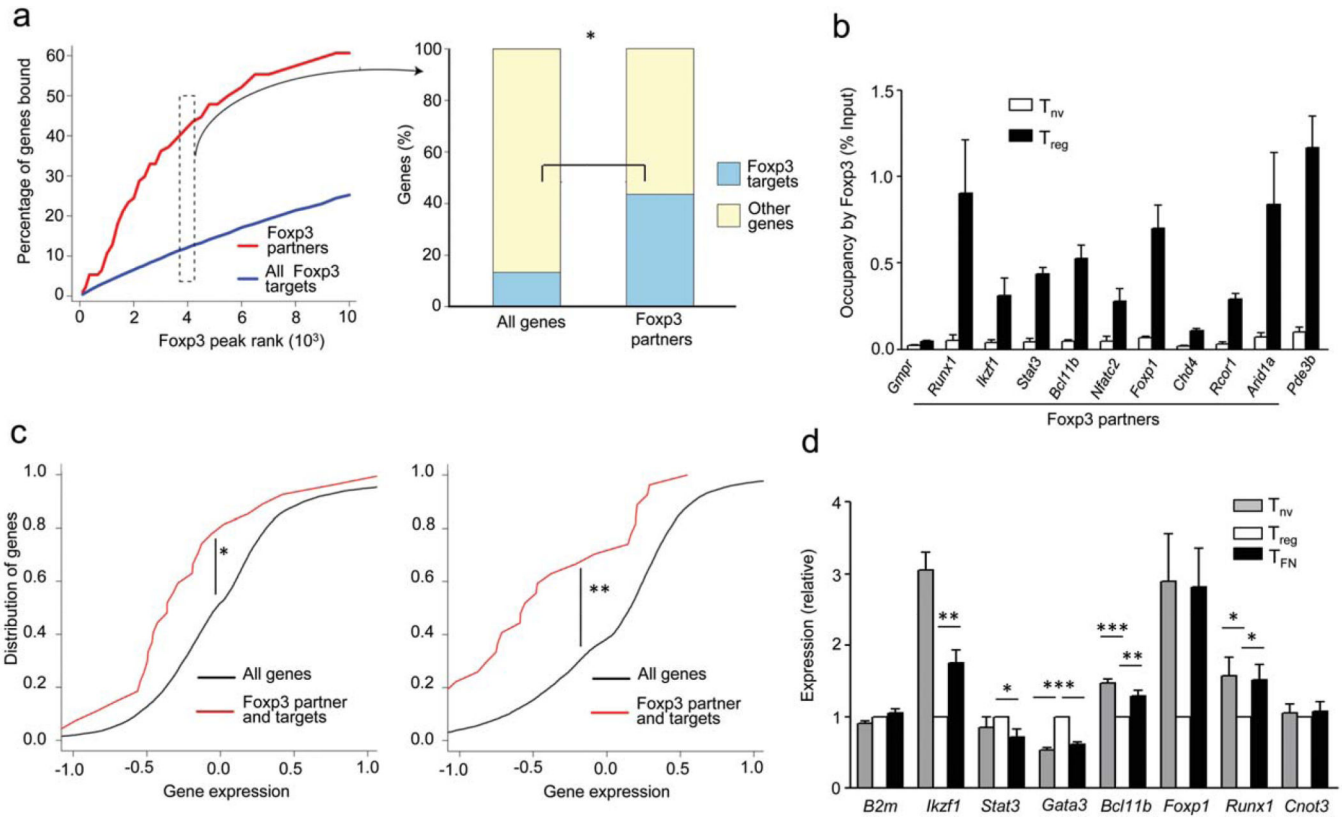 a
Percentage of genes bound
60
50
40
30
20
10
0
0 2 4 6 8 10
Foxp3 peak rank (10³)
Foxp3
partners
All Foxp3
targets
*
Genes (%)
100
80
60
40
20
0
All genes
Foxp3
partners
Foxp3
targets
Other
genes
b
Occupancy by Foxp3 (% Input)
1.5
1.0
0.5
0.0
Tnv
Treg
Gmpr Runx1 Ikzf1 Stat3 Bcl11b Nfatc2 Foxp1 Chd4 Rcor1 Arid1a Pde3b
Foxp3 partners
c
Distribution of genes
1.0
0.8
0.6
0.4
0.2
0.0
*
All genes
Foxp3 partner
and targets
-1.0 -0.5 0.0 0.5 1.0
Gene expression
1.0
0.8
0.6
0.4
0.2
0.0
**
All genes
Foxp3 partner
and targets
-1.0 -0.5 0.0 0.5 1.0
Gene expression
d
Expression (relative)
4
3
2
1
0
Tnv
Treg
TFN
** * *** *** ** * *
B2m Ikzf1 Stat3 Gata3 Bcl11b Foxp1 Runx1 Cnot3